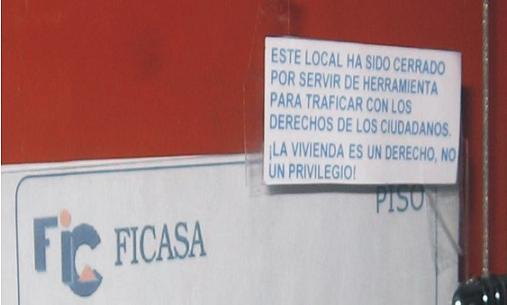 ESTE LOCAL HA SIDO CERRADO
POR SERVIR DE HERRAMIENTA
PARA TRAFICAR CON LOS
DERECHOS DE LOS CIUDADANOS.
¡LA VIVIENDA ES UN DERECHO, NO
UN PRIVILEGIO!
PISO
FIC FICASA